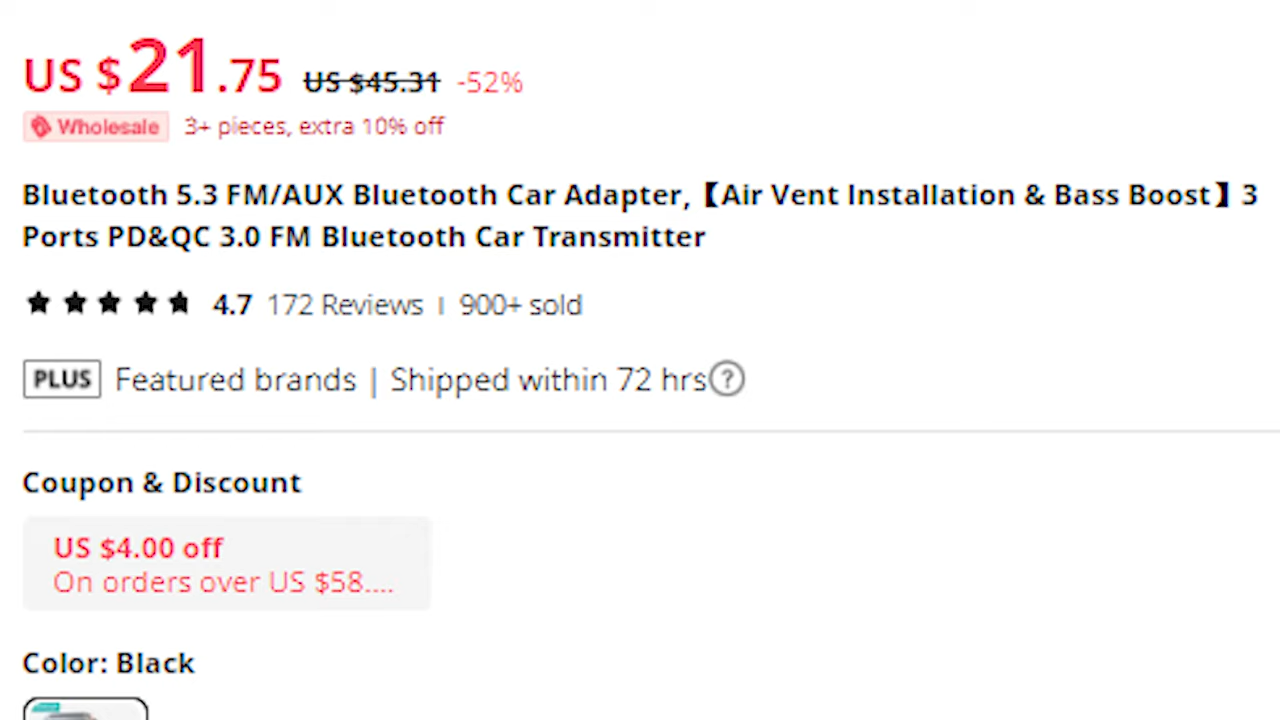 US $21.75 US $45.31 -52%
Wholesale 3+ pieces, extra 10% off
Bluetooth 5.3 FM/AUX Bluetooth Car Adapter,【Air Vent Installation & Bass Boost】3
Ports PD&QC 3.0 FM Bluetooth Car Transmitter
4.7 172 Reviews | 900+ sold
PLUS Featured brands | Shipped within 72 hrs?
Coupon & Discount
US $4.00 off
On orders over US $58....
Color: Black